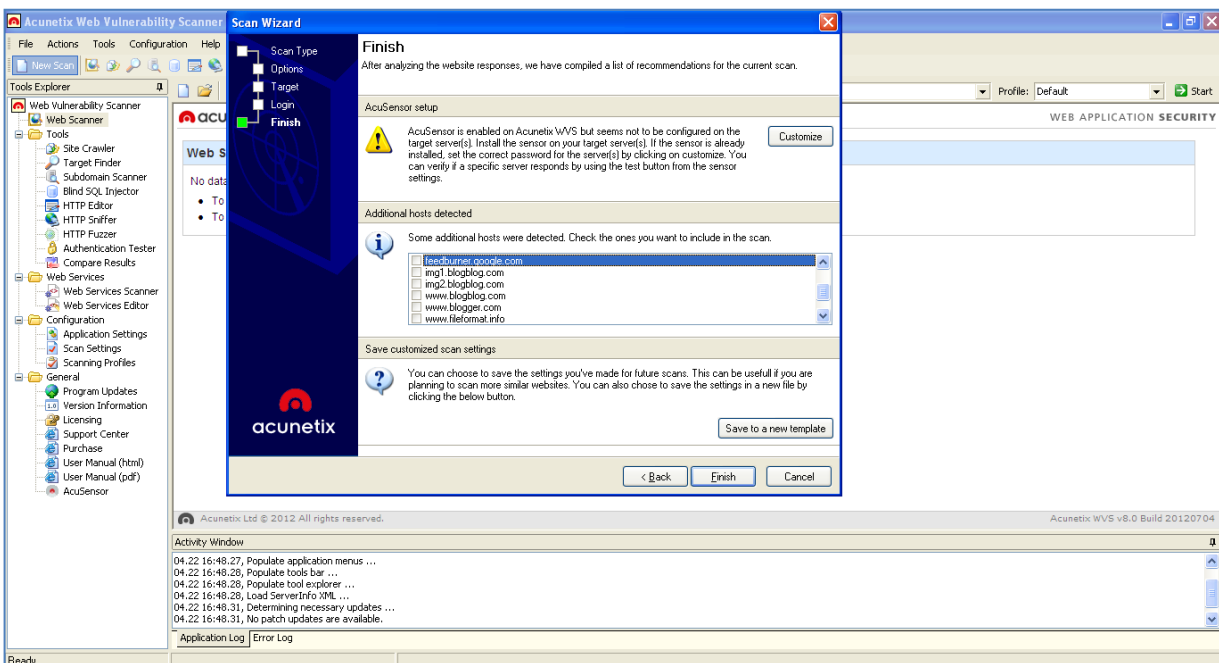 Acunetix Web Vulnerability Scanner
Scan Wizard
File Actions Tools Configuration Help
New Scan
Tools Explorer
Web Vulnerability Scanner
Web Scanner
Tools
Site Crawler
Target Finder
Subdomain Scanner
Blind SQL Injector
HTTP Editor
HTTP Sniffer
HTTP Fuzzer
Authentication Tester
Compare Results
Web Services
Web Services Scanner
Web Services Editor
Configuration
Application Settings
Scan Settings
Scanning Profiles
General
Program Updates
Version Information
Licensing
Support Center
Purchase
User Manual (html)
User Manual (pdf)
AcuSensor
Profile: Default
Start
acu
WEB APPLICATION SECURITY
Web S
No data
To
To
Scan Type
Options
Target
Login
Finish
acunetix
Finish
After analyzing the website responses, we have compiled a list of recommendations for the current scan.
AcuSensor setup
AcuSensor is enabled on Acunetix WVS but seems not to be configured on the
target server(s). Install the sensor on your target server(s). If the sensor is already
installed, set the correct password for the server(s) by clicking on customize. You
can verify if a specific server responds by using the test button from the sensor
settings.
Customize
Additional hosts detected
Some additional hosts were detected. Check the ones you want to include in the scan.
feedburner.google.com
img1.blogblog.com
img2.blogblog.com
www.blogblog.com
www.blogger.com
www.fileformat.info
Save customized scan settings
You can choose to save the settings you've made for future scans. This can be usefull if you are
planning to scan more similar websites. You can also chose to save the settings in a new file by
clicking the below button.
Save to a new template
< Back
Finish
Cancel
Acunetix Ltd © 2012 All rights reserved.
Acunetix WVS v8.0 Build 20120704
Activity Window
04.22 16:48.27, Populate application menus ...
04.22 16:48.28, Populate tools bar ...
04.22 16:48.28, Populate tool explorer ...
04.22 16:48.28, Load ServerInfo XML ...
04.22 16:48.31, Determining necessary updates ...
04.22 16:48.31, No patch updates are available.
Application Log Error Log
Ready